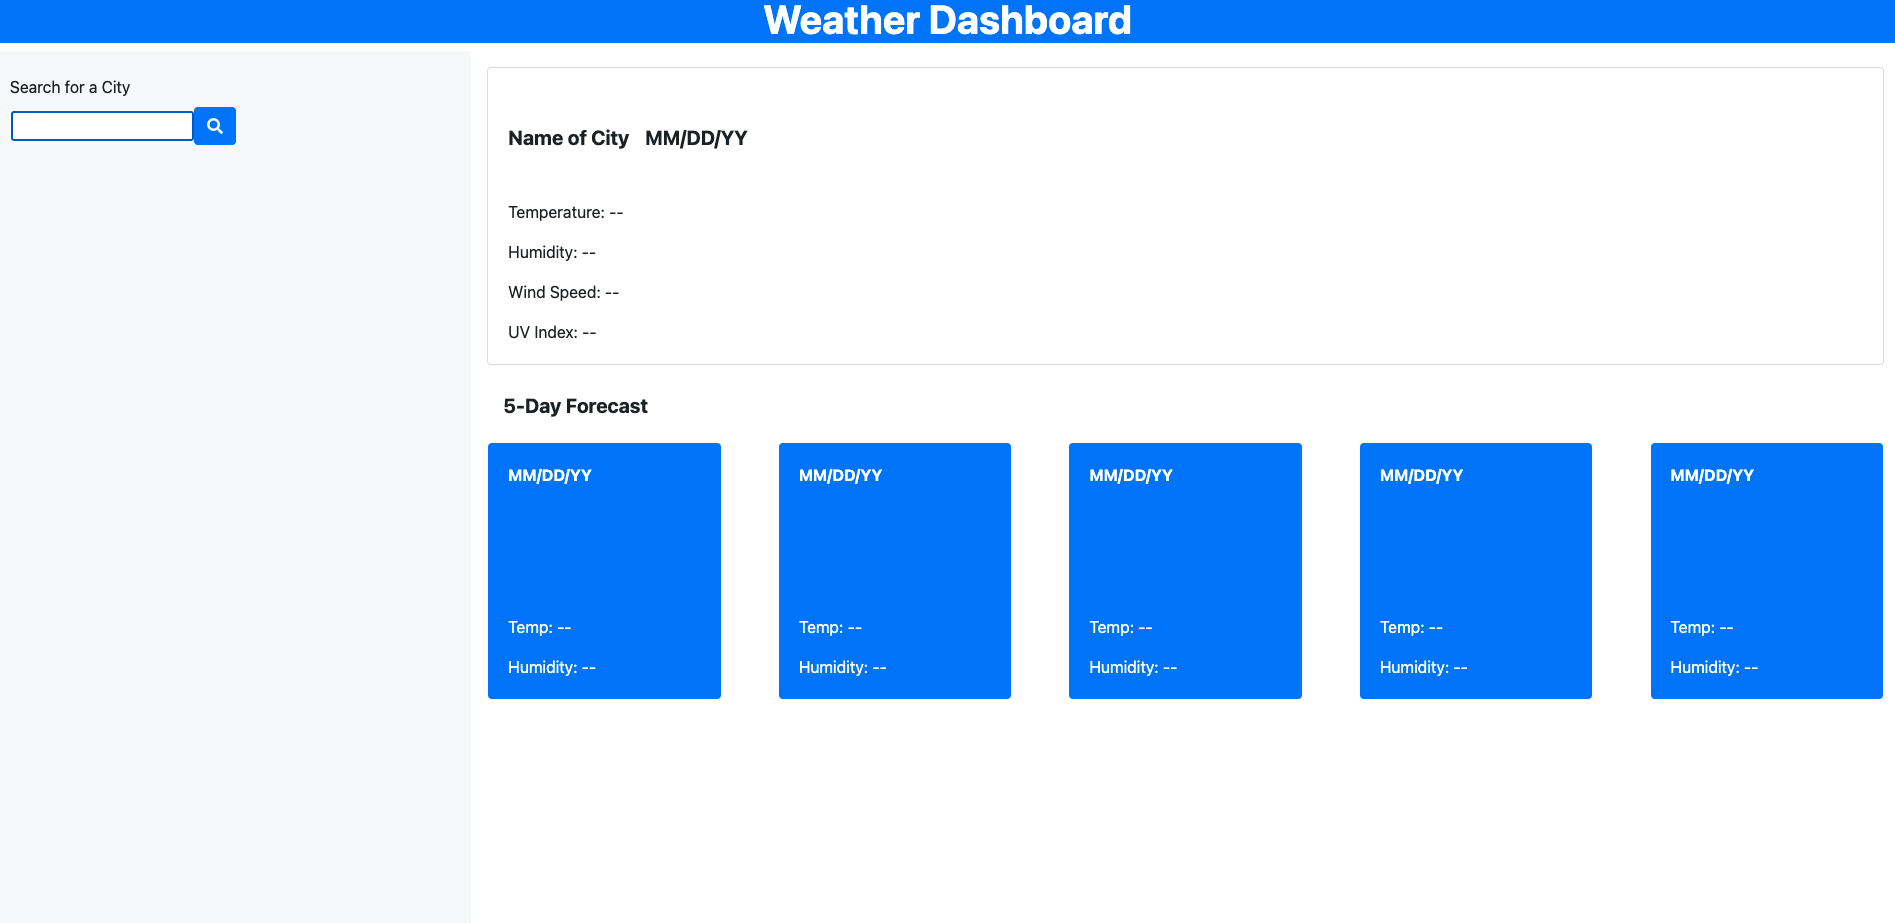 Weather Dashboard
Search for a City
Name of City MM/DD/YY
Temperature: --
Humidity: --
Wind Speed: --
UV Index: --
5-Day Forecast
MM/DD/YY
Temp: --
Humidity: --
MM/DD/YY
Temp: --
Humidity: --
MM/DD/YY
Temp: --
Humidity: --
MM/DD/YY
Temp: --
Humidity: --
MM/DD/YY
Temp: --
Humidity: --